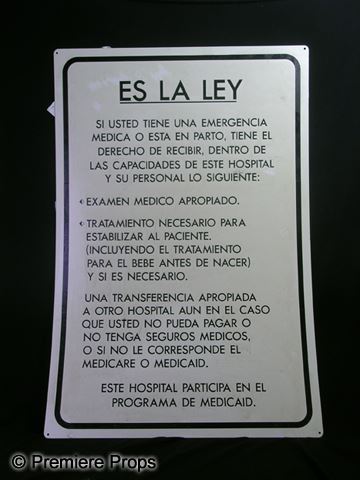 ES LA LEY
SI USTED TIENE UNA EMERGENCIA
MEDICA O ESTA EN PARTO, TIENE EL
DERECHO DE RECIBIR, DENTRO DE
LAS CAPACIDADES DE ESTE HOSPITAL
Y SU PERSONAL LO SIGUIENTE:
EXAMEN MEDICO APROPIADO.
TRATAMIENTO NECESARIO PARA
ESTABILIZAR AL PACIENTE.
(INCLUYENDO EL TRATAMIENTO
PARA EL BEBE ANTES DE NACER)
Y SI ES NECESARIO.
UNA TRANSFERENCIA APROPIADA
A OTRO HOSPITAL AUN EN EL CASO
QUE USTED NO PUEDA PAGAR O
NO TENGA SEGUROS MEDICOS,
O SI NO LE CORRESPONDE EL
MEDICARE O MEDICAID.
ESTE HOSPITAL PARTICIPA EN EL
PROGRAMA DE MEDICAID.
© Premiere Props